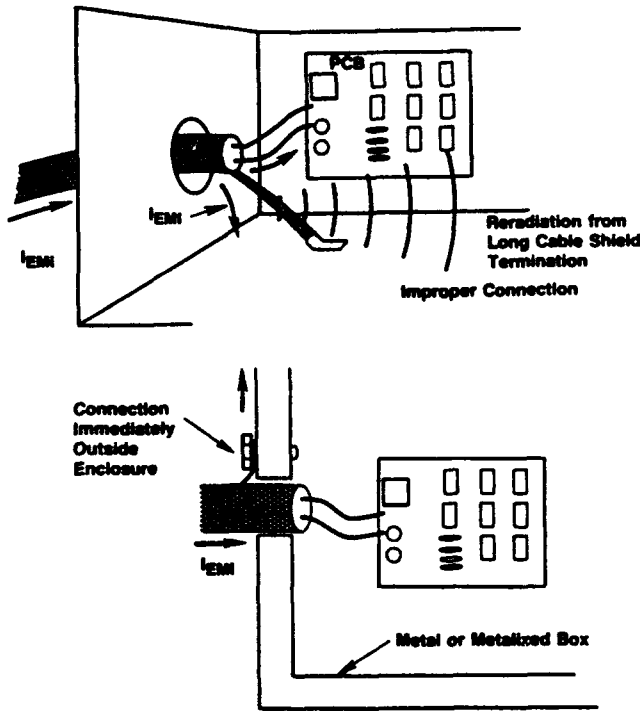 PCB
IEMI
IEMI
Reradiation from
Long Cable Shield
Termination
Improper Connection
Connection
Immediately
Outside
Enclosure
IEMI
Metal or Metalized Box